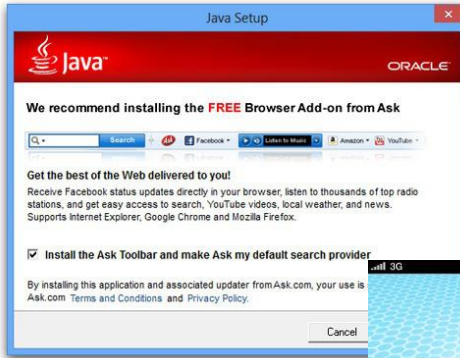 Java Setup
Java™
ORACLE
We recommend installing the FREE Browser Add-on from Ask
Search Ask Facebook Listen to Music Amazon YouTube
Get the best of the Web delivered to you!
Receive Facebook status updates directly in your browser, listen to thousands of top radio
stations, and get easy access to search, YouTube videos, local weather, and news.
Supports Internet Explorer, Google Chrome and Mozilla Firefox.
Install the Ask Toolbar and make Ask my default search provider
By installing this application and associated updater from Ask.com, your use is
Ask.com Terms and Conditions and Privacy Policy.
3G
Cancel